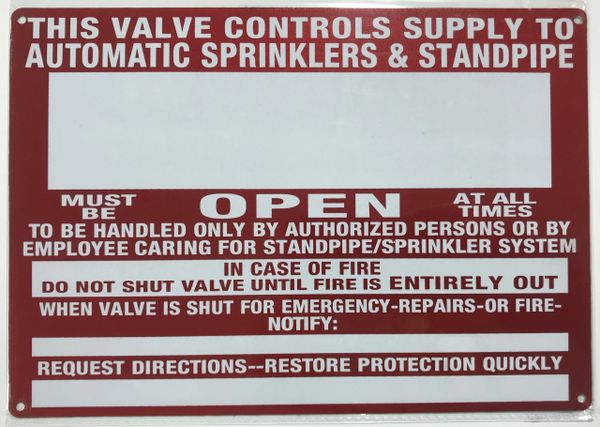 THIS VALVE CONTROLS SUPPLY TO
AUTOMATIC SPRINKLERS & STANDPIPE
MUST BE OPEN AT ALL TIMES
TO BE HANDLED ONLY BY AUTHORIZED PERSONS OR BY
EMPLOYEE CARING FOR STANDPIPE/SPRINKLER SYSTEM
IN CASE OF FIRE
DO NOT SHUT VALVE UNTIL FIRE IS ENTIRELY OUT
WHEN VALVE IS SHUT FOR EMERGENCY-REPAIRS-OR FIRE-
NOTIFY:
REQUEST DIRECTIONS--RESTORE PROTECTION QUICKLY